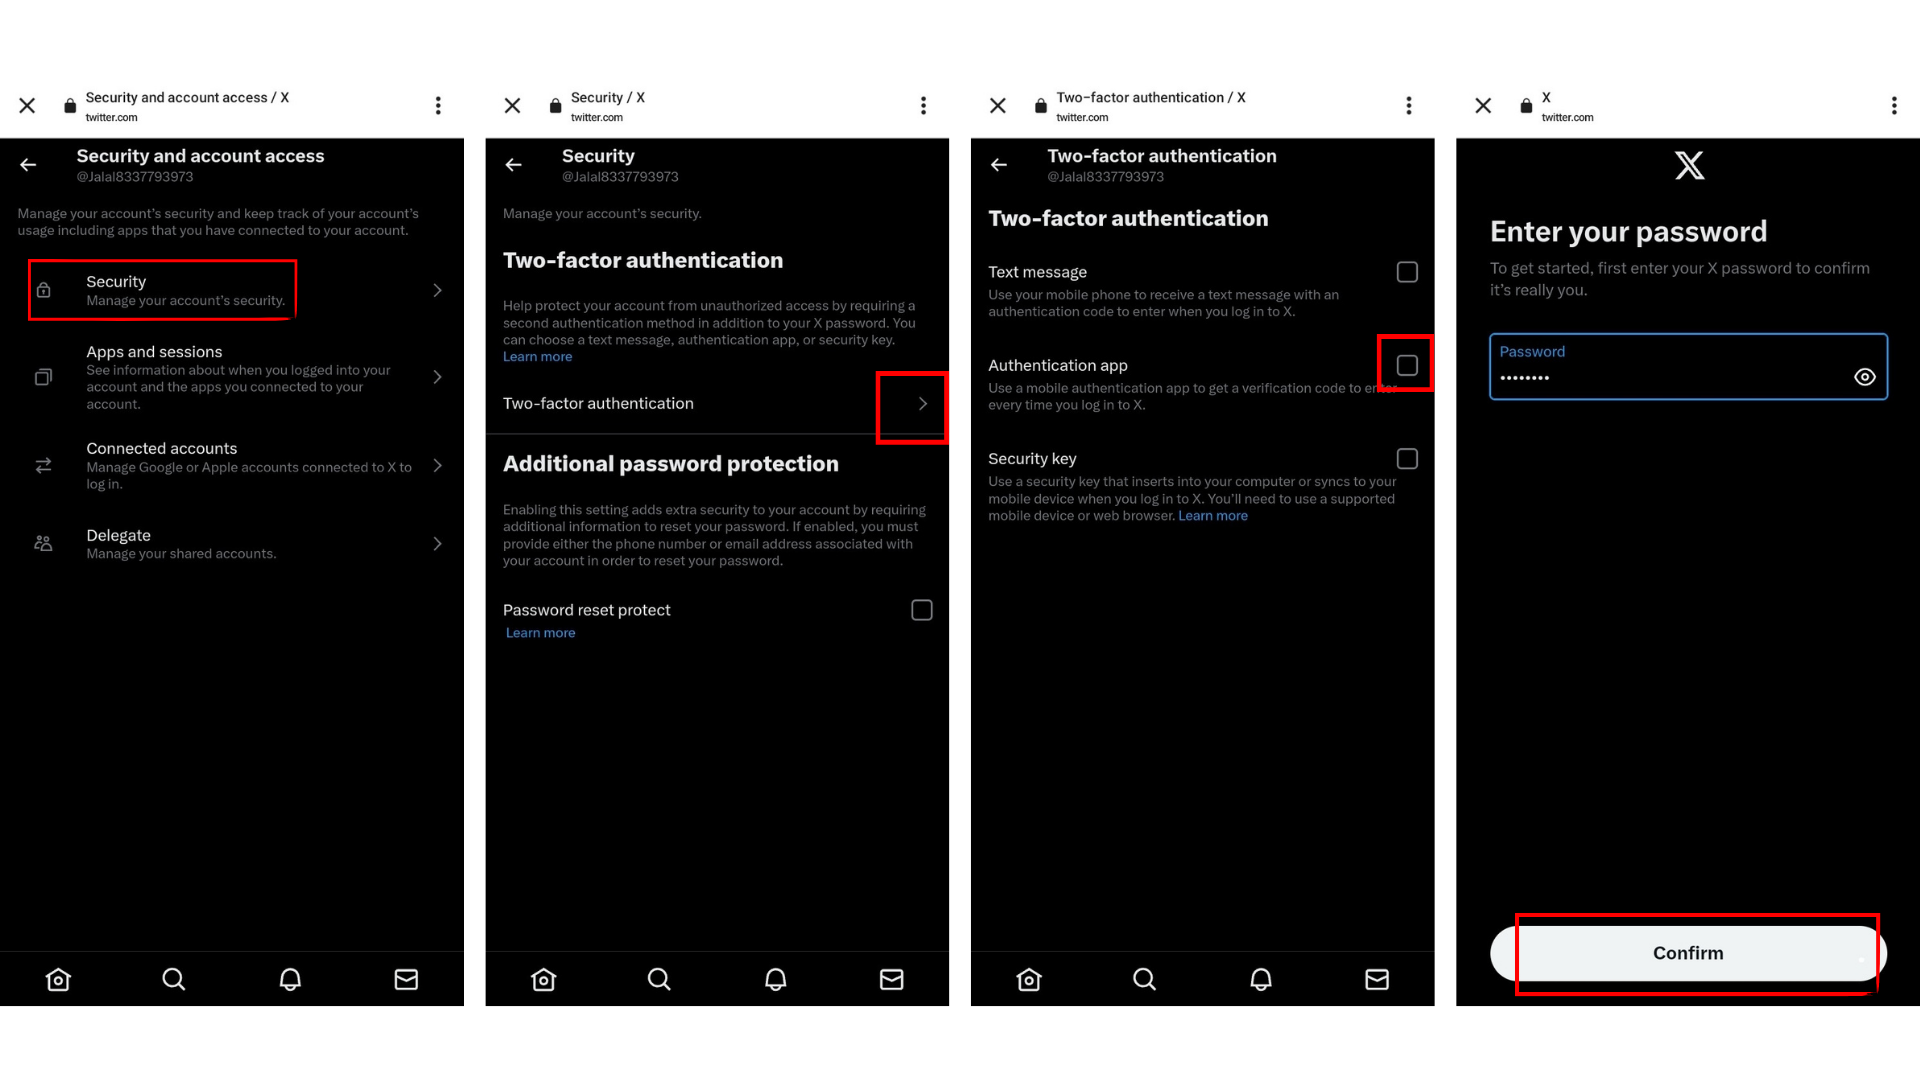 Security and account access / X
twitter.com
Security and account access
@Jalal8337793973
Manage your account's security and keep track of your account's
usage including apps that you have connected to your account.
Security
Manage your account's security.
Apps and sessions
See information about when you logged into your
account and the apps you connected to your
account.
Connected accounts
Manage Google or Apple accounts connected to X to
log in.
Delegate
Manage your shared accounts.
Security / X
twitter.com
Security
@Jalal8337793973
Manage your account's security.
Two-factor authentication
Help protect your account from unauthorized access by requiring a
second authentication method in addition to your X password. You
can choose a text message, authentication app, or security key.
Learn more
Two-factor authentication
Additional password protection
Enabling this setting adds extra security to your account by requiring
additional information to reset your password. If enabled, you must
provide either the phone number or email address associated with
your account in order to reset your password.
Password reset protect
Learn more
Two-factor authentication / X
twitter.com
Two-factor authentication
@Jalal8337793973
Two-factor authentication
Text message
Use your mobile phone to receive a text message with an
authentication code to enter when you log in to X.
Authentication app
Use a mobile authentication app to get a verification code to enter
every time you log in to X.
Security key
Use a security key that inserts into your computer or syncs to your
mobile device when you log in to X. You'll need to use a supported
mobile device or web browser. Learn more
X
twitter.com
X
Enter your password
To get started, first enter your X password to confirm
it's really you.
Password
••••••••
Confirm